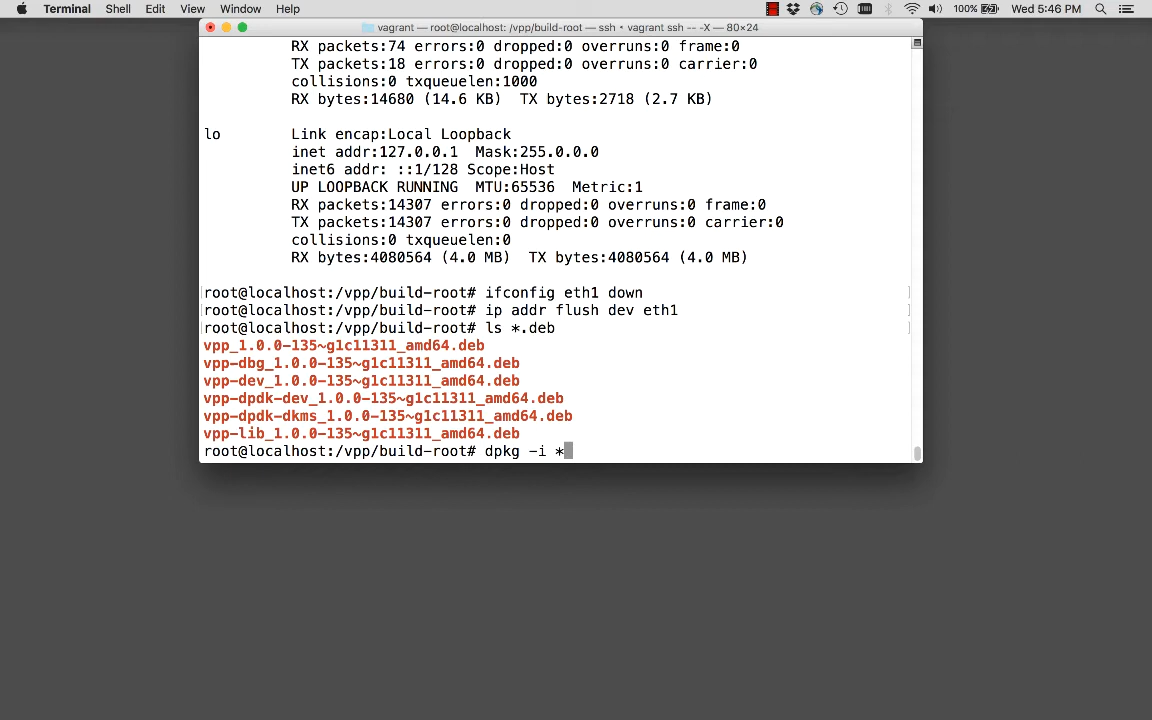 Terminal Shell Edit View Window Help 100% Wed 5:46 PM
vagrant — root@localhost: /vpp/build-root — ssh • vagrant ssh -- -X — 80×24
RX packets:74 errors:0 dropped:0 overruns:0 frame:0
TX packets:18 errors:0 dropped:0 overruns:0 carrier:0
collisions:0 txqueuelen:1000
RX bytes:14680 (14.6 KB)  TX bytes:2718 (2.7 KB)
lo        Link encap:Local Loopback
inet addr:127.0.0.1  Mask:255.0.0.0
inet6 addr: ::1/128 Scope:Host
UP LOOPBACK RUNNING  MTU:65536  Metric:1
RX packets:14307 errors:0 dropped:0 overruns:0 frame:0
TX packets:14307 errors:0 dropped:0 overruns:0 carrier:0
collisions:0 txqueuelen:0
RX bytes:4080564 (4.0 MB)  TX bytes:4080564 (4.0 MB)
root@localhost:/vpp/build-root# ifconfig eth1 down
root@localhost:/vpp/build-root# ip addr flush dev eth1
root@localhost:/vpp/build-root# ls *.deb
vpp_1.0.0-135~g1c11311_amd64.deb
vpp-dbg_1.0.0-135~g1c11311_amd64.deb
vpp-dev_1.0.0-135~g1c11311_amd64.deb
vpp-dpdk-dev_1.0.0-135~g1c11311_amd64.deb
vpp-dpdk-dkms_1.0.0-135~g1c11311_amd64.deb
vpp-lib_1.0.0-135~g1c11311_amd64.deb
root@localhost:/vpp/build-root# dpkg -i *